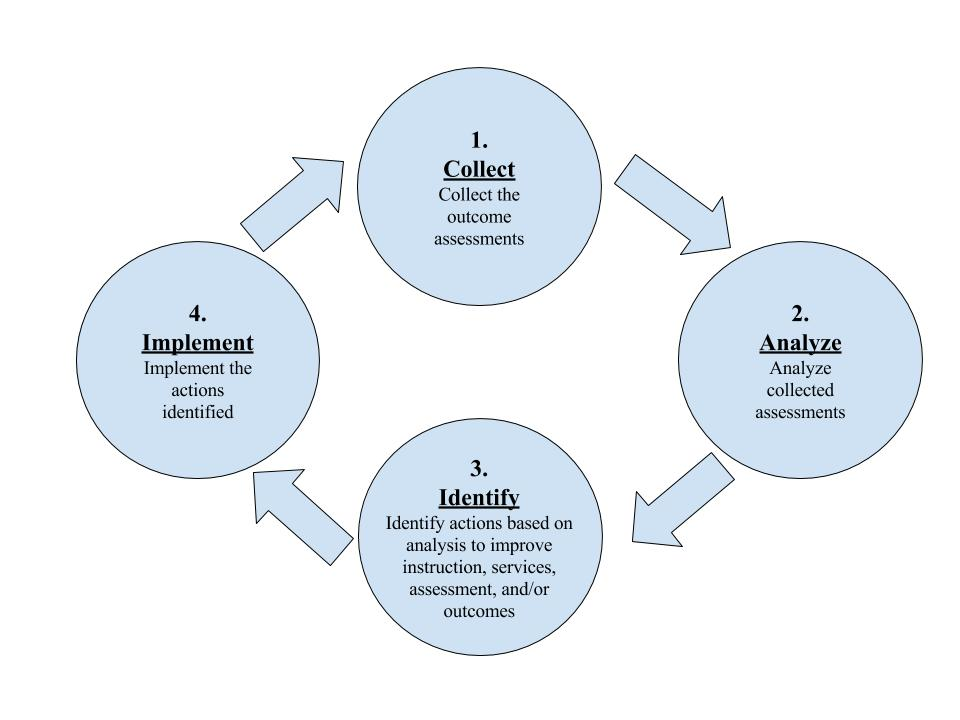 1.
Collect
Collect the
outcome
assessments
2.
Analyze
Analyze
collected
assessments
3.
Identify
Identify actions based on
analysis to improve
instruction, services,
assessment, and/or
outcomes
4.
Implement
Implement the
actions
identified